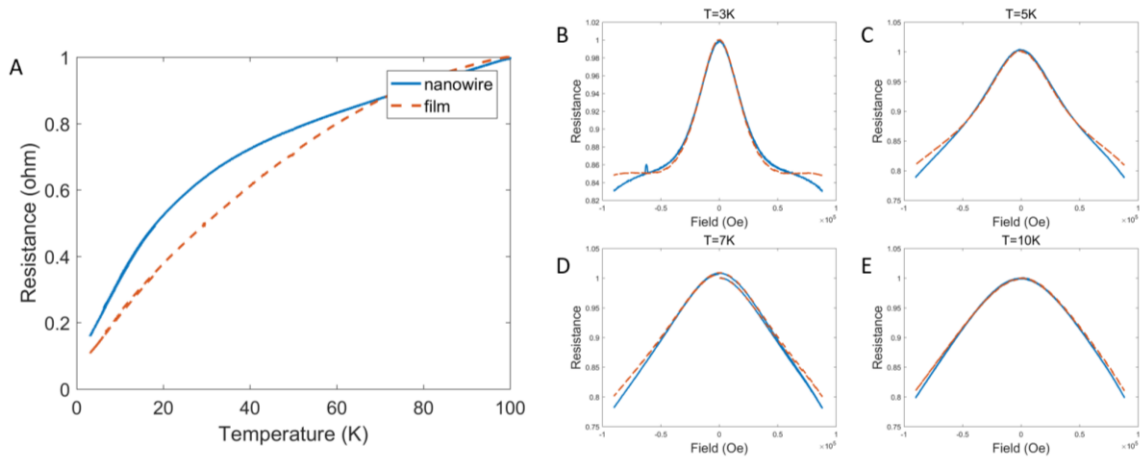 A
Resistance (ohm)
1
0.8
0.6
0.4
0.2
0
0 20 40 60 80 100
Temperature (K)
nanowire
film
B
T=3K
Resistance
1.02
1
0.98
0.96
0.94
0.92
0.9
0.88
0.86
0.84
0.82
-1 -0.5 0 0.5 1
Field (Oe)
×10⁵
C
T=5K
Resistance
1.05
1
0.95
0.9
0.85
0.8
0.75
-1 -0.5 0 0.5 1
Field (Oe)
×10⁵
D
T=7K
Resistance
1.05
1
0.95
0.9
0.85
0.8
0.75
-1 -0.5 0 0.5 1
Field (Oe)
×10⁵
E
T=10K
Resistance
1.05
1
0.95
0.9
0.85
0.8
0.75
-1 -0.5 0 0.5 1
Field (Oe)
×10⁵